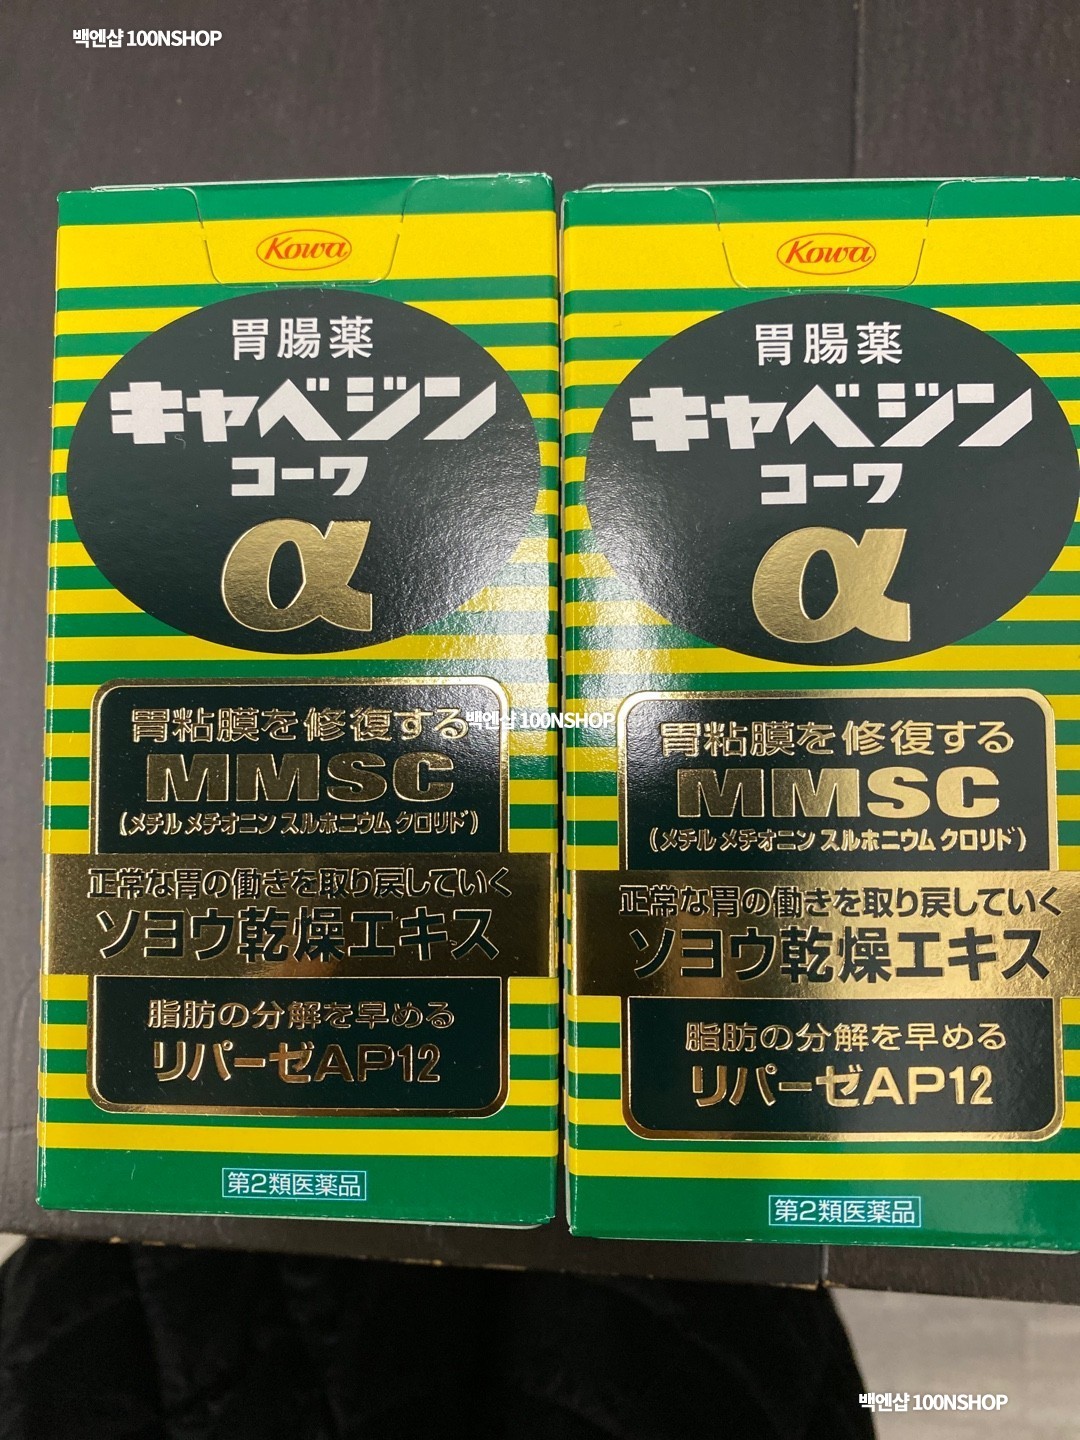 백엔샵 100NSHOP
Kowa
胃腸薬
キャベジン
コーワ
α
胃粘膜を修復する
MMSC
(メチル メチオニン スルホニウム クロリド)
正常な胃の働きを取り戻していく
ソヨウ乾燥エキス
脂肪の分解を早める
リパーゼAP12
第2類医薬品
Kowa
胃腸薬
キャベジン
コーワ
α
백엔샵 100NSHOP
胃粘膜を修復する
MMSC
(メチル メチオニン スルホニウム クロリド)
正常な胃の働きを取り戻していく
ソヨウ乾燥エキス
脂肪の分解を早める
リパーゼAP12
第2類医薬品
백엔샵 100NSHOP